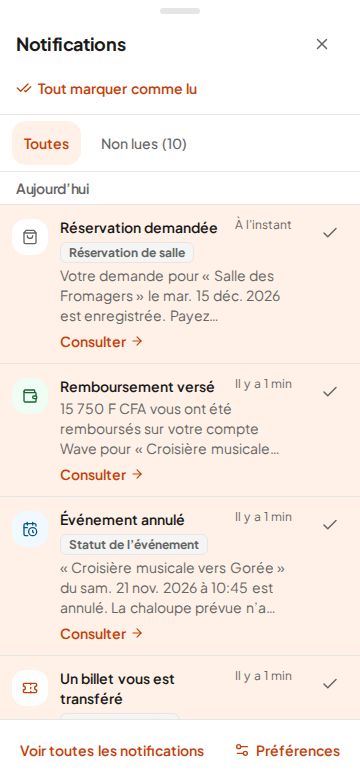 Notifications
Tout marquer comme lu
Toutes
Non lues (10)
Aujourd'hui
Réservation demandée
À l'instant
Réservation de salle
Votre demande pour « Salle des
Fromagers » le mar. 15 déc. 2026
est enregistrée. Payez...
Consulter →
Remboursement versé
Il y a 1 min
15 750 F CFA vous ont été
remboursés sur votre compte
Wave pour « Croisière musicale...
Consulter →
Événement annulé
Il y a 1 min
Statut de l'événement
« Croisière musicale vers Gorée »
du sam. 21 nov. 2026 à 10:45 est
annulé. La chaloupe prévue n'a...
Consulter →
Un billet vous est
transféré
Il y a 1 min
Voir toutes les notifications
Préférences